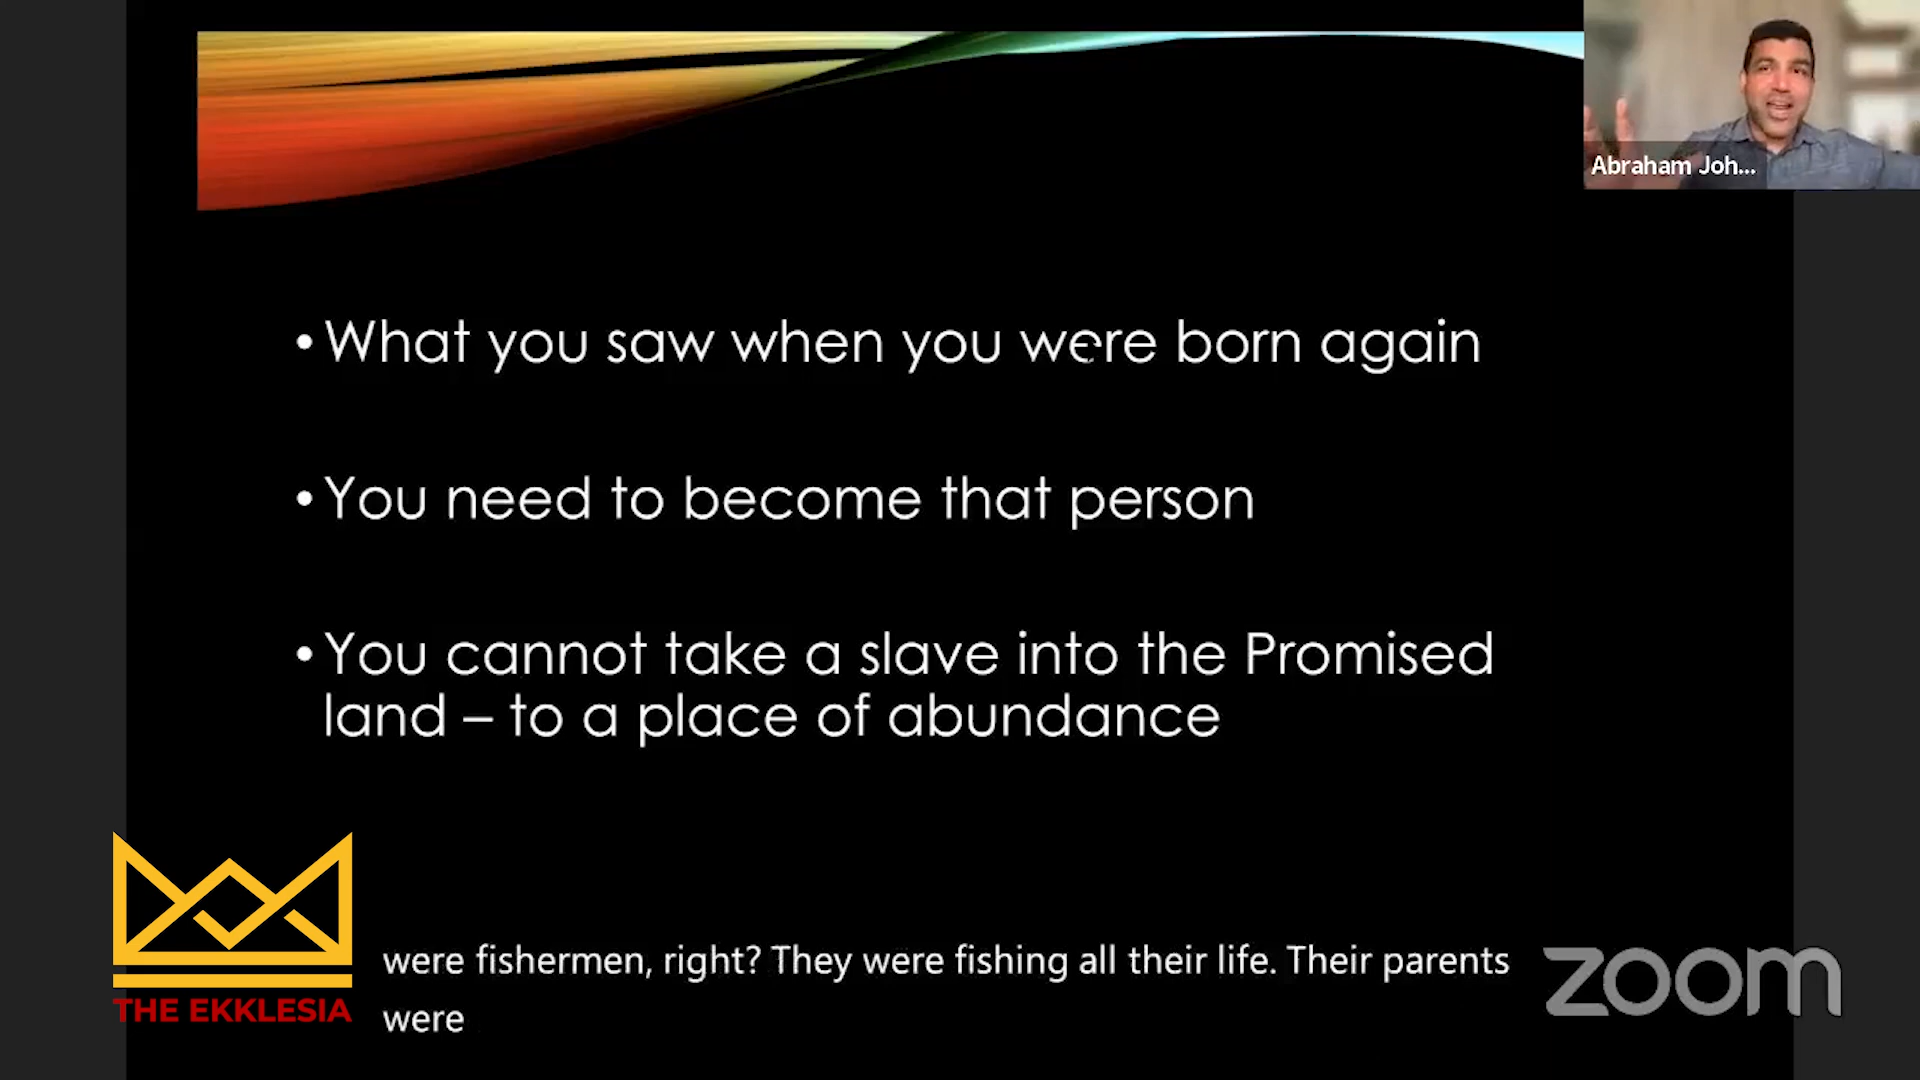 Abraham Joh...
• What you saw when you were born again
• You need to become that person
• You cannot take a slave into the Promised
land – to a place of abundance
THE EKKLESIA
were fishermen, right? They were fishing all their life. Their parents
were
zoom